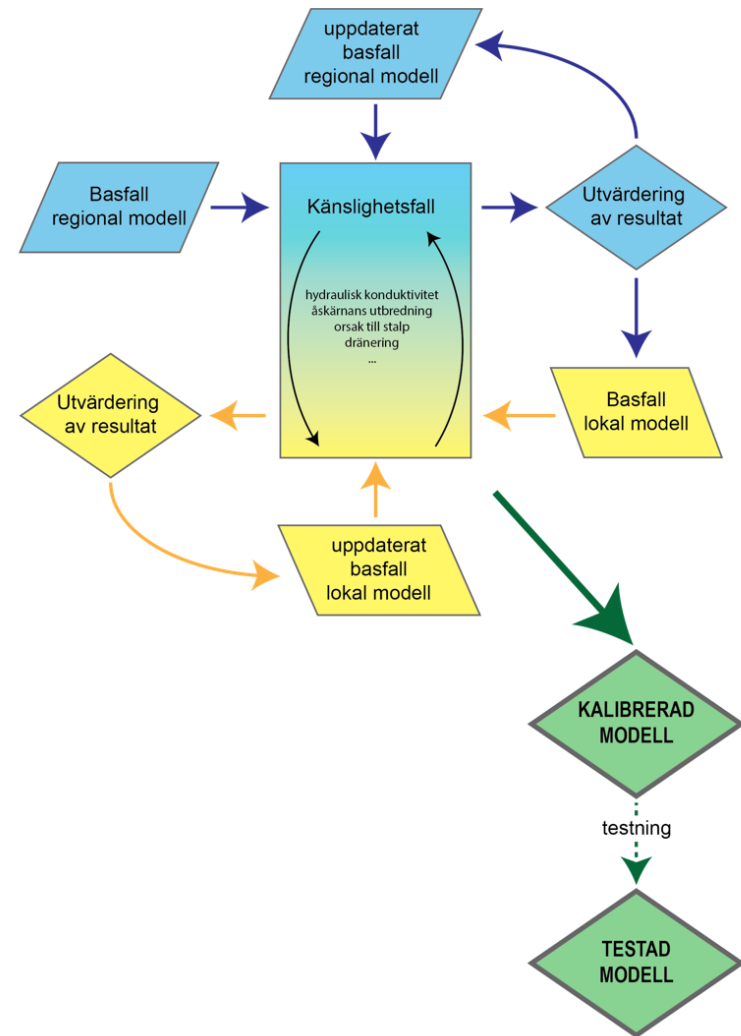 uppdaterat
basfall
regional modell
Basfall
regional modell
Känslighetsfall
Utvärdering
av resultat
hydraulisk konduktivitet
åskärnans utbredning
orsak till stalp
dränering
...
Utvärdering
av resultat
Basfall
lokal modell
uppdaterat
basfall
lokal modell
KALIBRERAD
MODELL
testning
TESTAD
MODELL